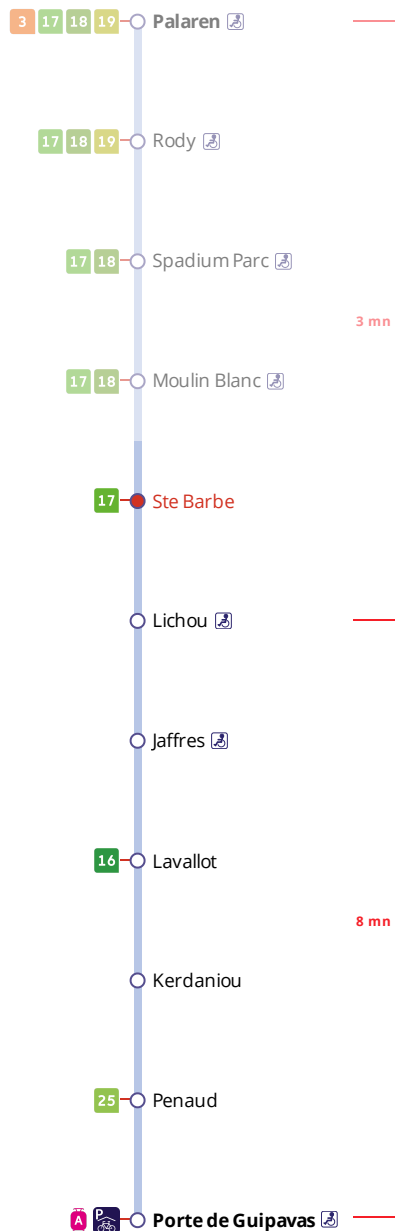 3 17 18 19 Palaren
17 18 19 Rody
17 18 Spadium Parc
3 mn
17 18 Moulin Blanc
17 Ste Barbe
Lichou
Jaffres
16 Lavallot
8 mn
Kerdaniou
25 Penaud
A P Porte de Guipavas